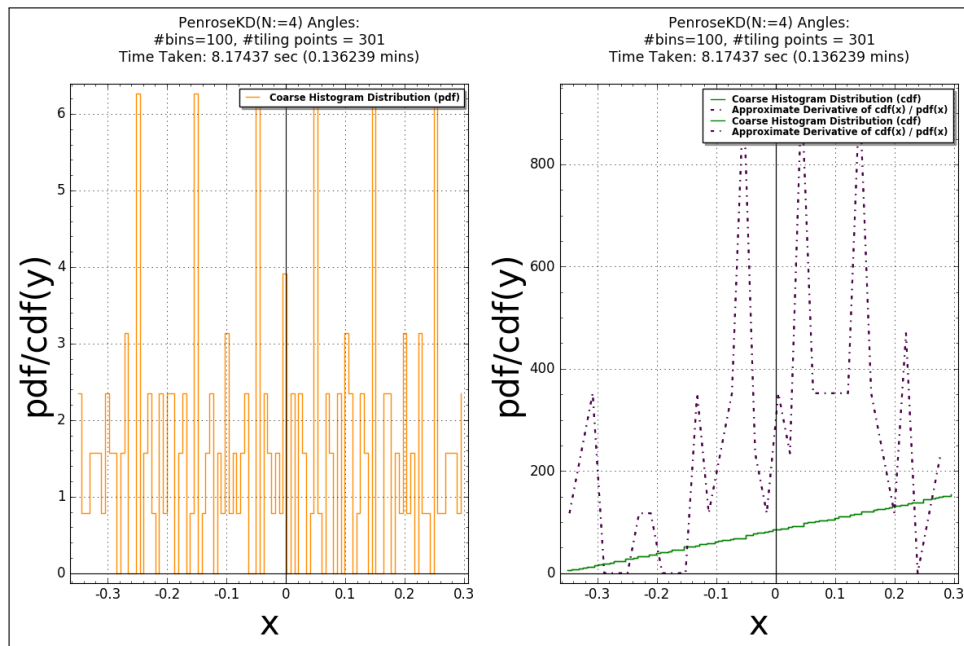 PenroseKD(N:=4) Angles:
#bins=100, #tiling points = 301
Time Taken: 8.17437 sec (0.136239 mins)
Coarse Histogram Distribution (pdf)
pdf/cdf(y)
6
5
4
3
2
1
0
-0.3
-0.2
-0.1
0
0.1
0.2
0.3
x
PenroseKD(N:=4) Angles:
#bins=100, #tiling points = 301
Time Taken: 8.17437 sec (0.136239 mins)
Coarse Histogram Distribution (cdf)
Approximate Derivative of cdf(x) / pdf(x)
Coarse Histogram Distribution (cdf)
Approximate Derivative of cdf(x) / pdf(x)
pdf/cdf(y)
800
600
400
200
0
-0.3
-0.2
-0.1
0
0.1
0.2
0.3
x